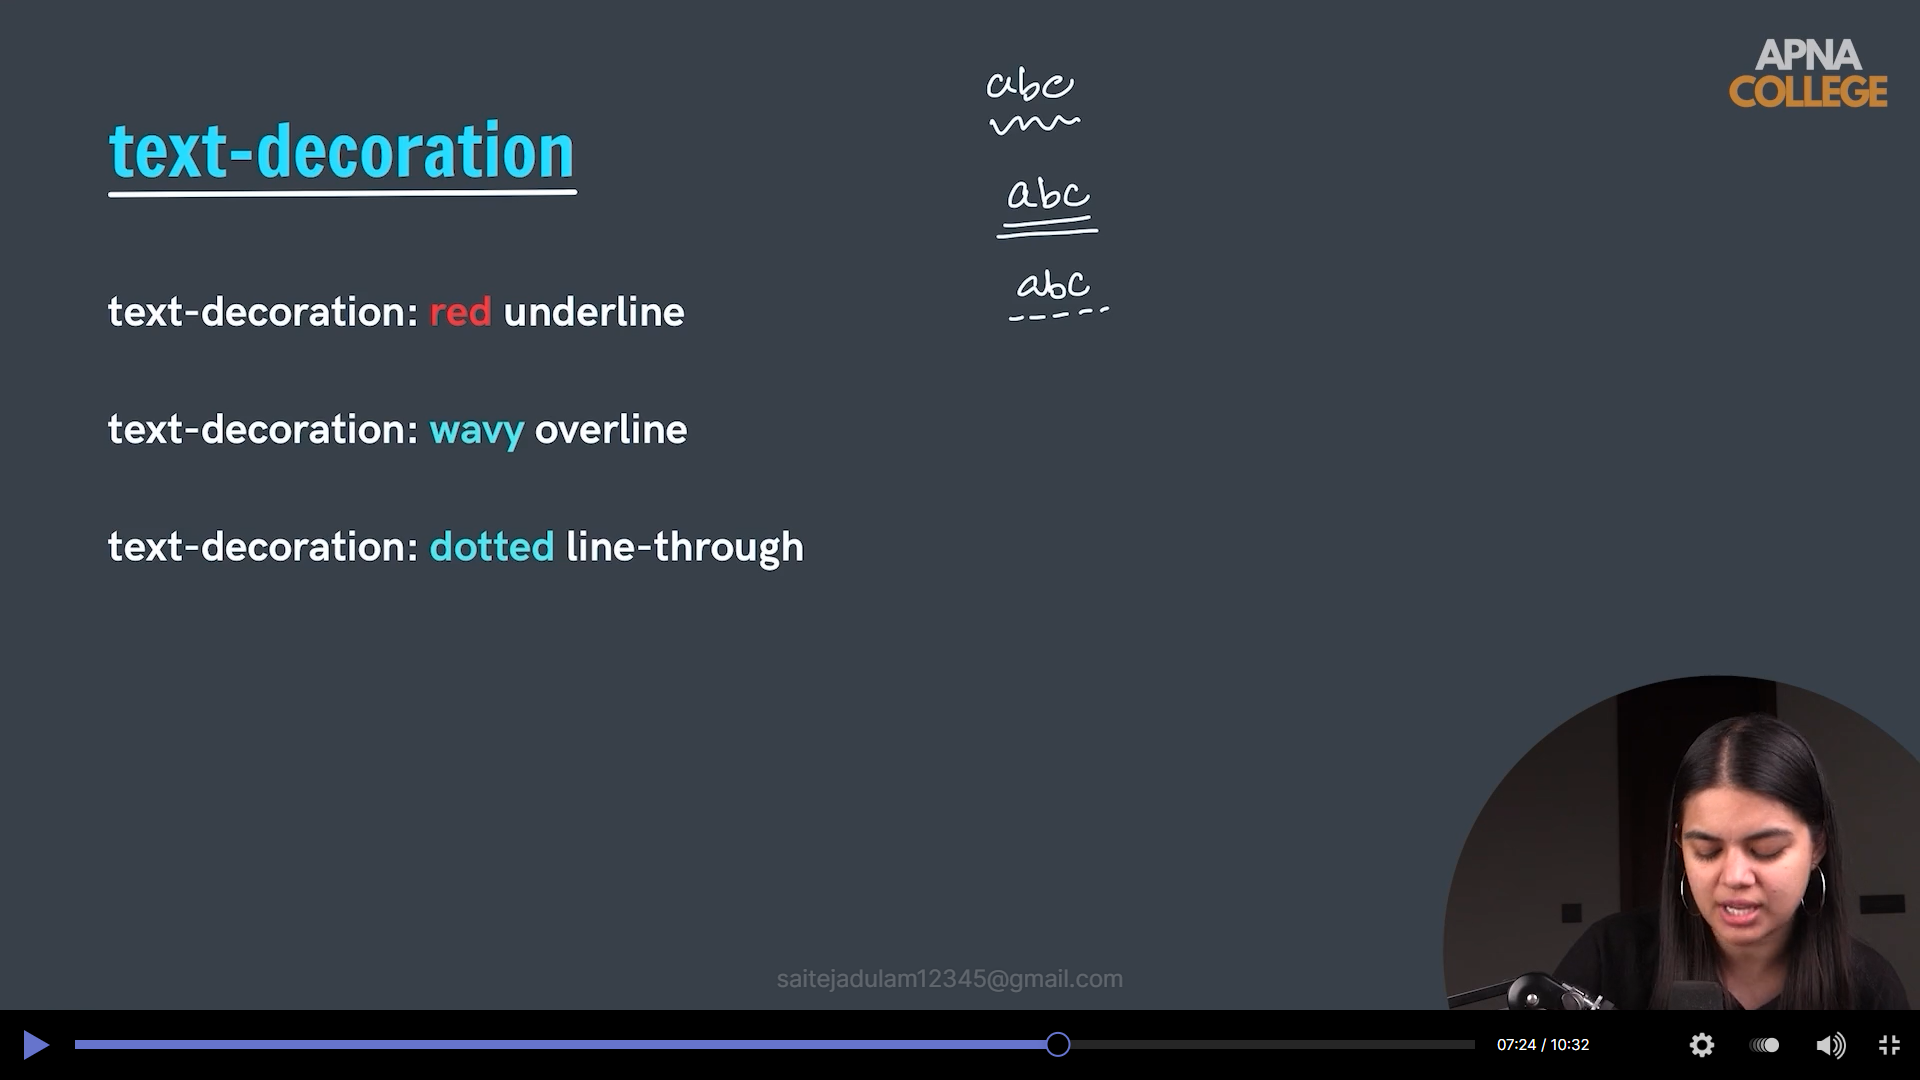 APNA
COLLEGE
abc
text-decoration
abc
abc
text-decoration: red underline
text-decoration: wavy overline
text-decoration: dotted line-through
saitejadulam12345@gmail.com
07:24 / 10:32